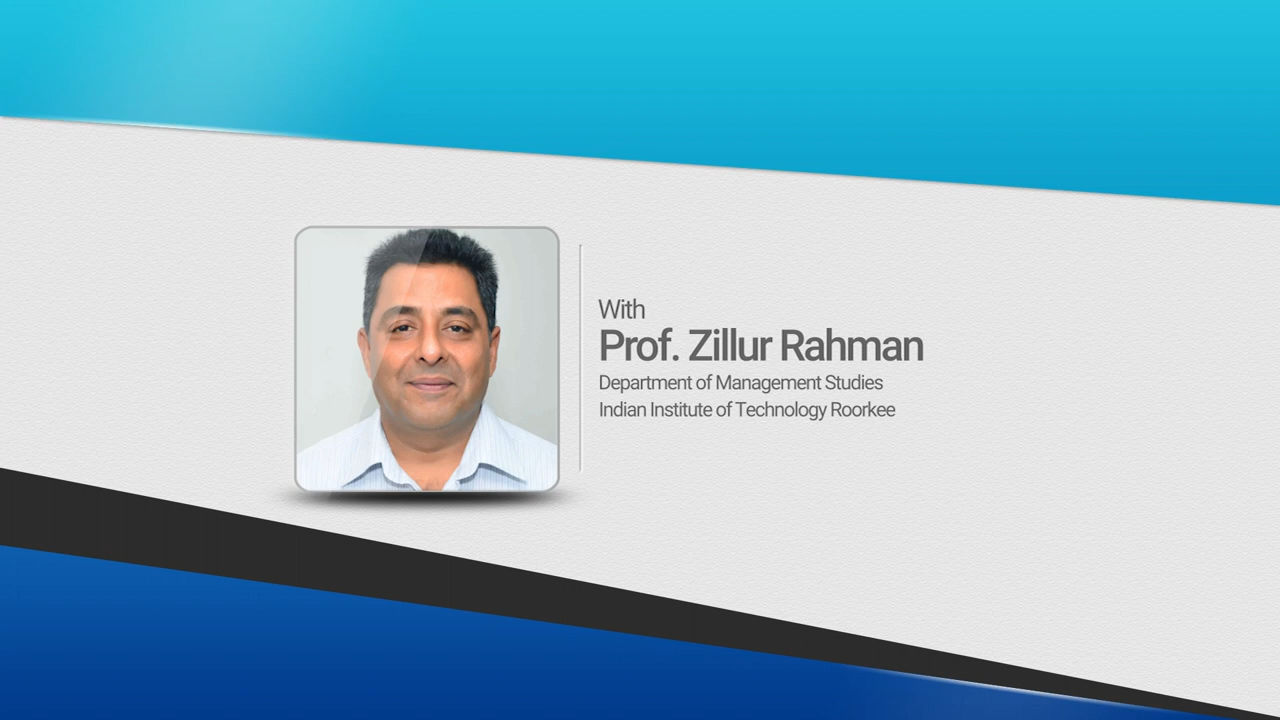 With
Prof. Zillur Rahman
Department of Management Studies
Indian Institute of Technology Roorkee